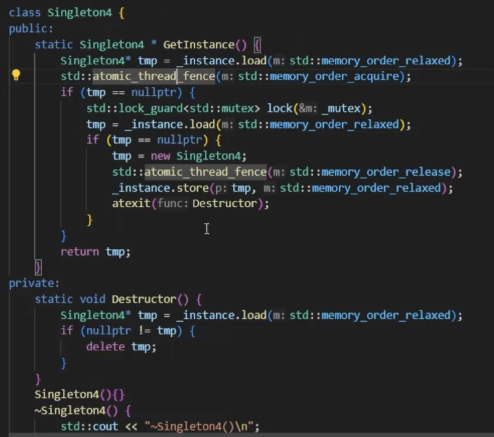 class Singleton4 {
public:
    static Singleton4 * GetInstance() {
        Singleton4* tmp = _instance.load(m: std::memory_order_relaxed);
        std::atomic_thread_fence(m: std::memory_order_acquire);
        if (tmp == nullptr) {
            std::lock_guard<std::mutex> lock(&m: _mutex);
            tmp = _instance.load(m: std::memory_order_relaxed);
            if (tmp == nullptr) {
                tmp = new Singleton4;
                std::atomic_thread_fence(m: std::memory_order_release);
                _instance.store(p: tmp, m: std::memory_order_relaxed);
                atexit(func: Destructor);
            }
        }
        return tmp;
    }
private:
    static void Destructor() {
        Singleton4* tmp = _instance.load(m: std::memory_order_relaxed);
        if (nullptr != tmp) {
            delete tmp;
        }
    }
    Singleton4(){}
    ~Singleton4() {
        std::cout << "~Singleton4()\n";